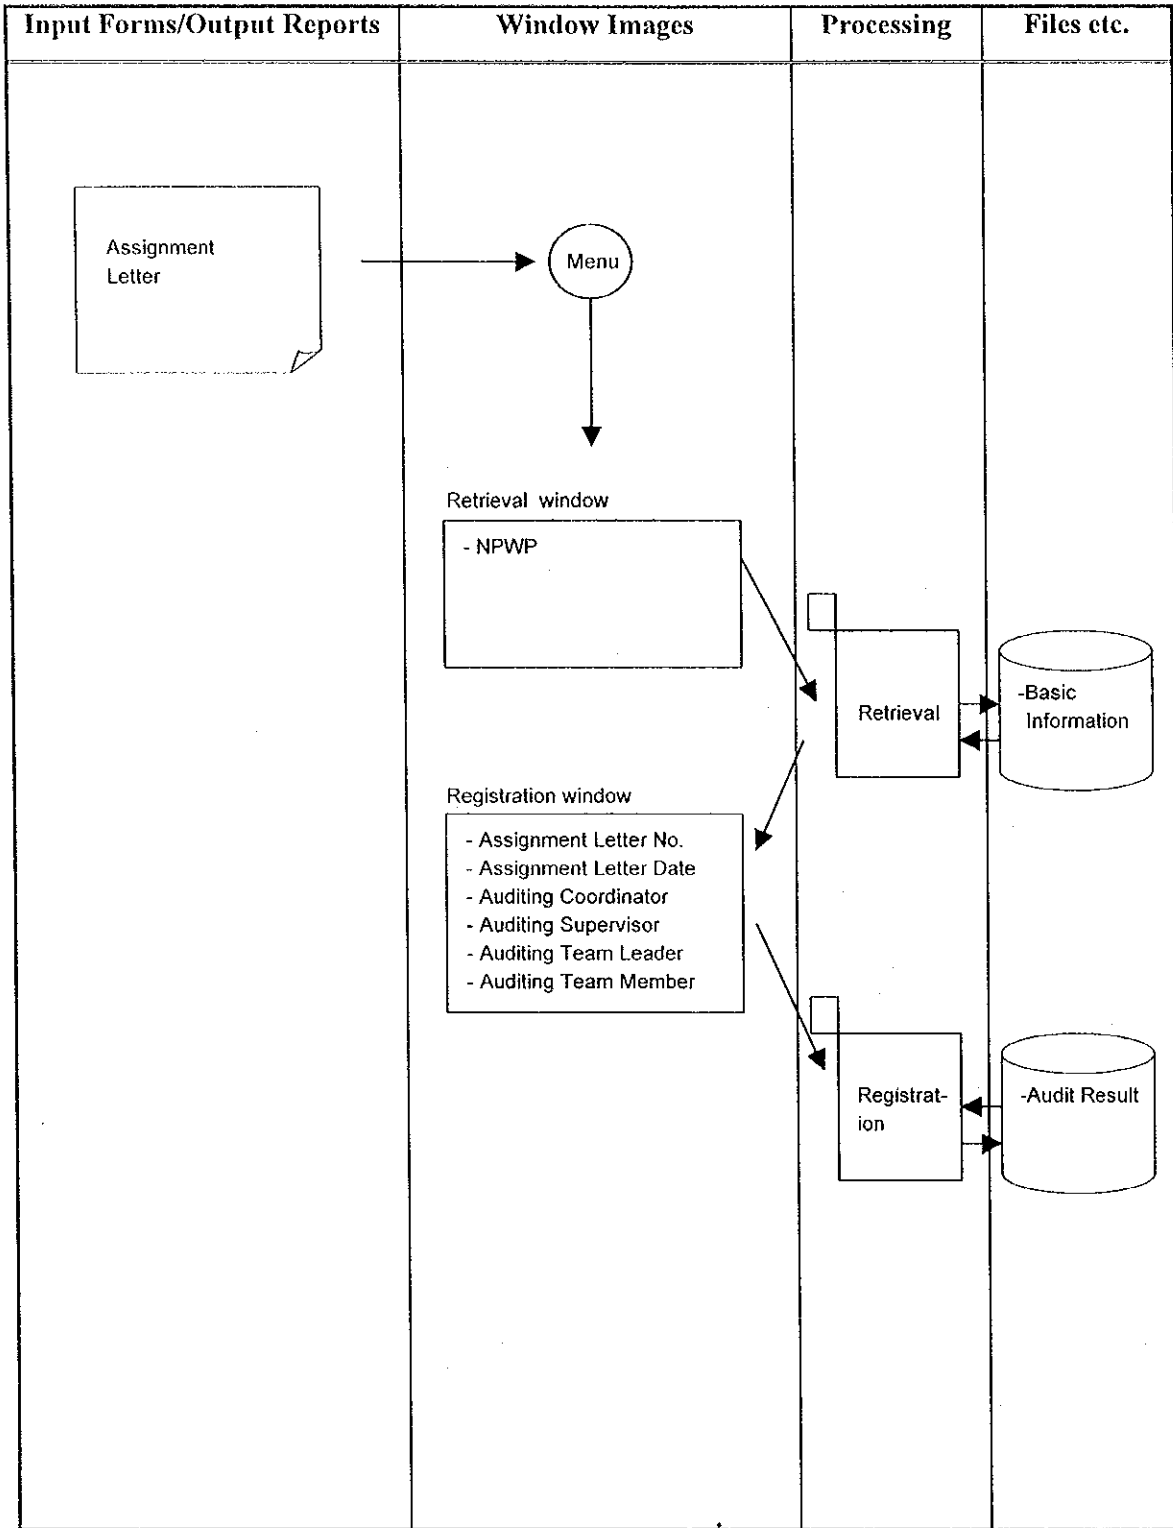 Input Forms/Output Reports
Window Images
Processing
Files etc.
Assignment
Letter
Menu
Retrieval window
- NPWP
Retrieval
-Basic
Information
Registration window
- Assignment Letter No.
- Assignment Letter Date
- Auditing Coordinator
- Auditing Supervisor
- Auditing Team Leader
- Auditing Team Member
Registrat-
ion
-Audit Result